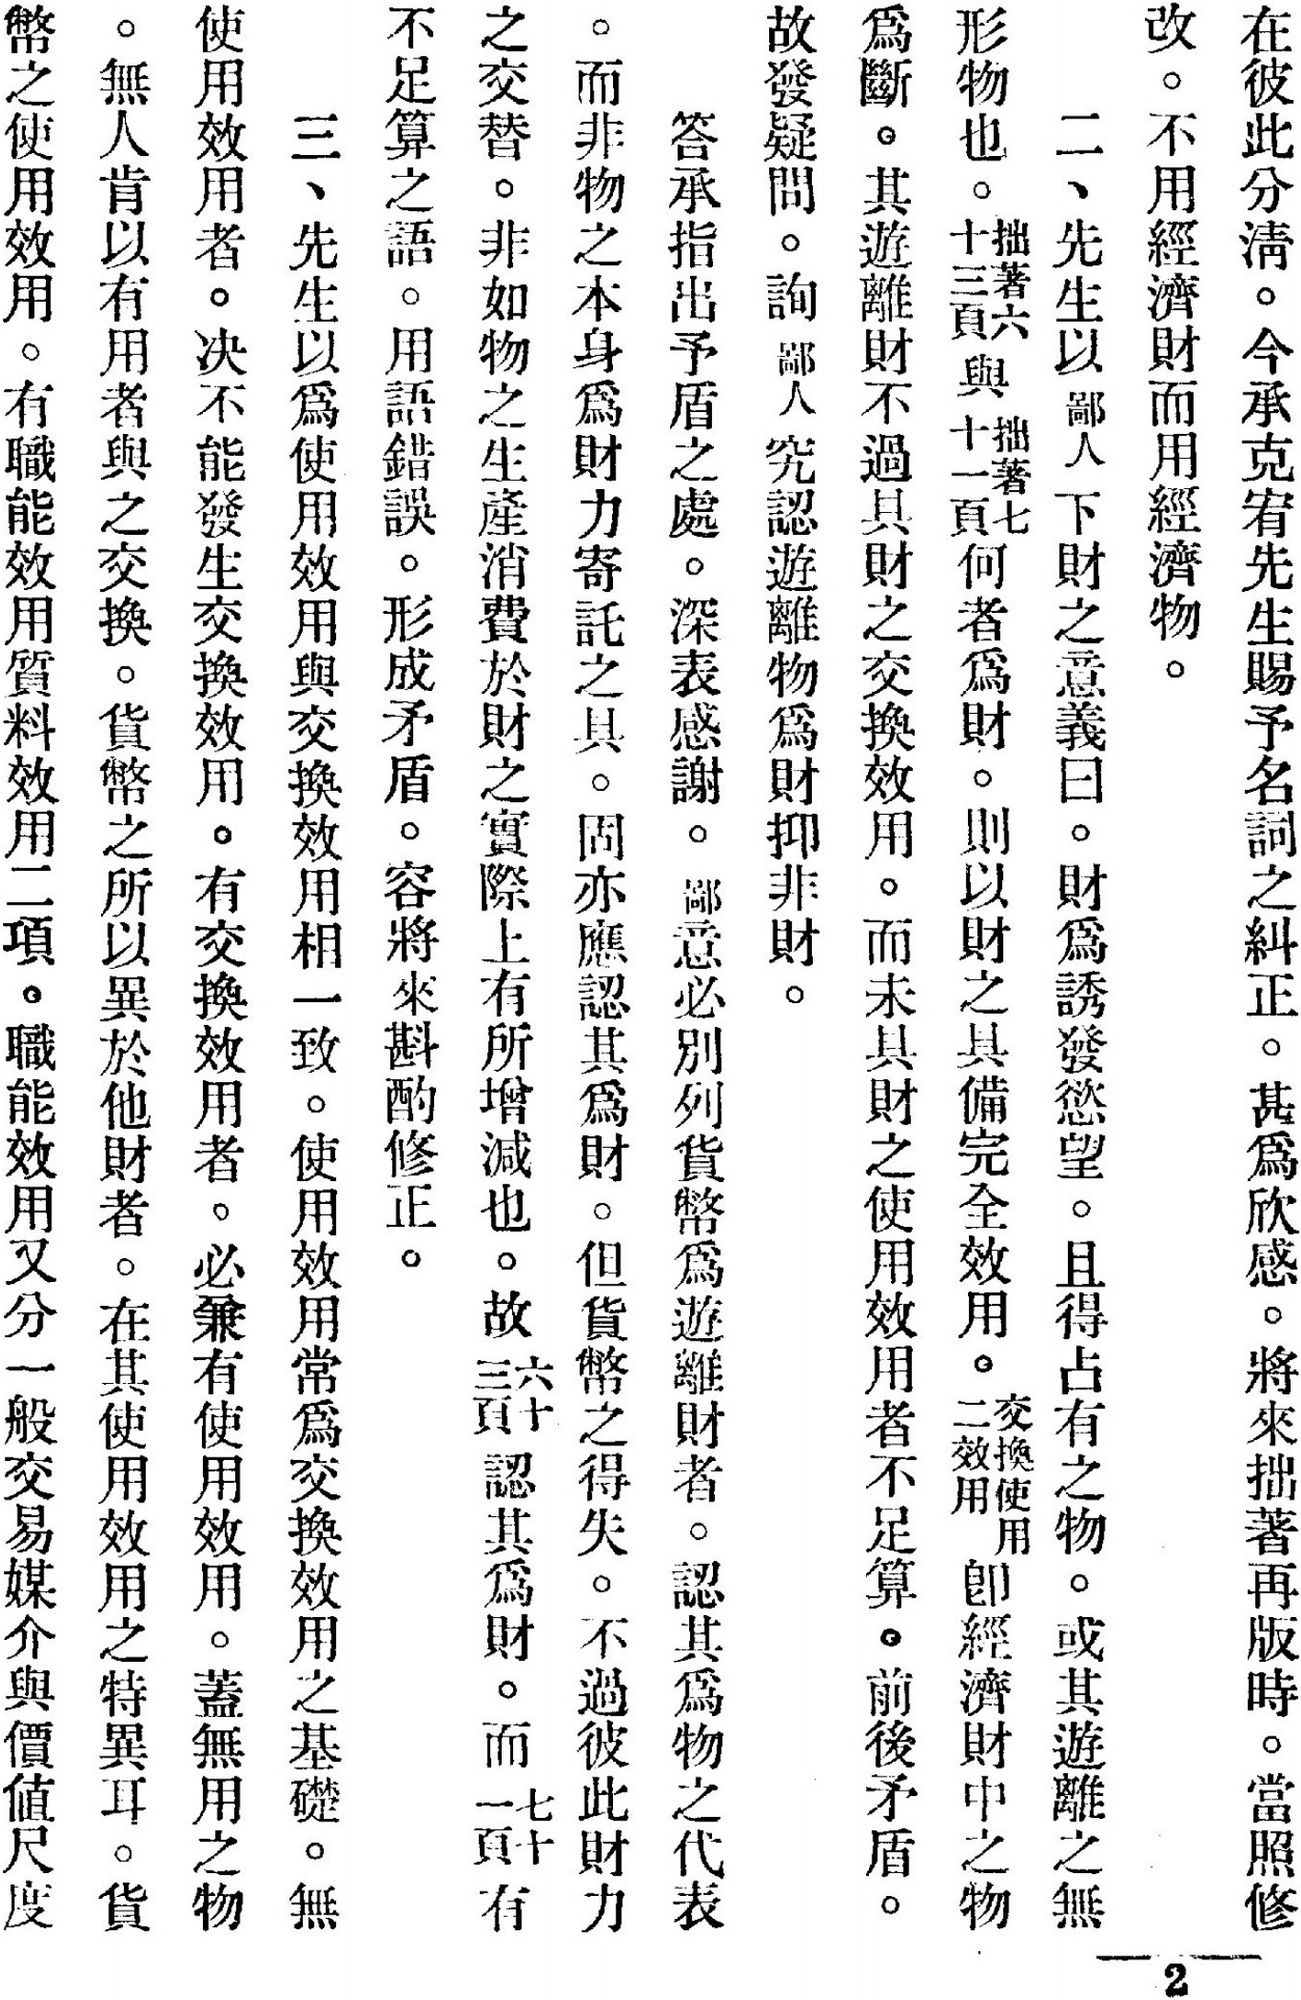 在彼此分淸。今承克宥先生賜予名詞之糾正。甚爲欣感。將來拙著再版時。當照修
改。不用經濟財而用經濟物。
二、先生以鄙人下財之意義曰。財爲誘發慾望。且得占有之物。或其遊離之無
形物也。拙著六十三頁與拙著七十一頁何者爲財。則以財之具備完全效用。交換使用二效用卽經濟財中之物
爲斷。其遊離財不過具財之交換效用。而未具財之使用效用者不足算。前後矛盾。
故發疑問。詢鄙人究認遊離物爲財抑非財。
答承指出予盾之處。深表感謝。鄙意必別列貨幣爲遊離財者。認其爲物之代表
。而非物之本身爲財力寄託之具。固亦應認其爲財。但貨幣之得失。不過彼此財力
之交替。非如物之生產消費於財之實際上有所增減也。故六十三頁認其爲財。而七十一頁有
不足算之語。用語錯誤。形成矛盾。容將來斟酌修正。
三、先生以爲使用效用與交換效用相一致。使用效用常爲交換效用之基礎。無
使用效用者。决不能發生交換效用。有交換效用者。必兼有使用效用。蓋無用之物
。無人肯以有用者與之交換。貨幣之所以異於他財者。在其使用效用之特異耳。貨
幣之使用效用。有職能效用質料效用二項。職能效用又分一般交易媒介與價値尺度
2